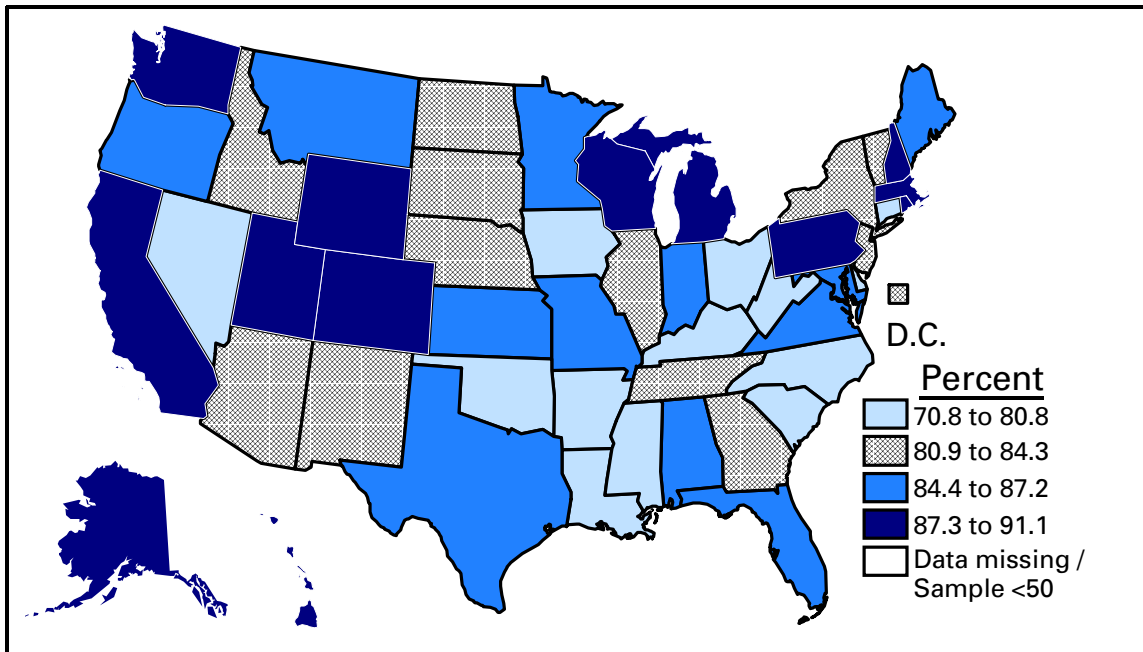 D.C.
Percent
70.8 to 80.8
80.9 to 84.3
84.4 to 87.2
87.3 to 91.1
Data missing /
Sample <50